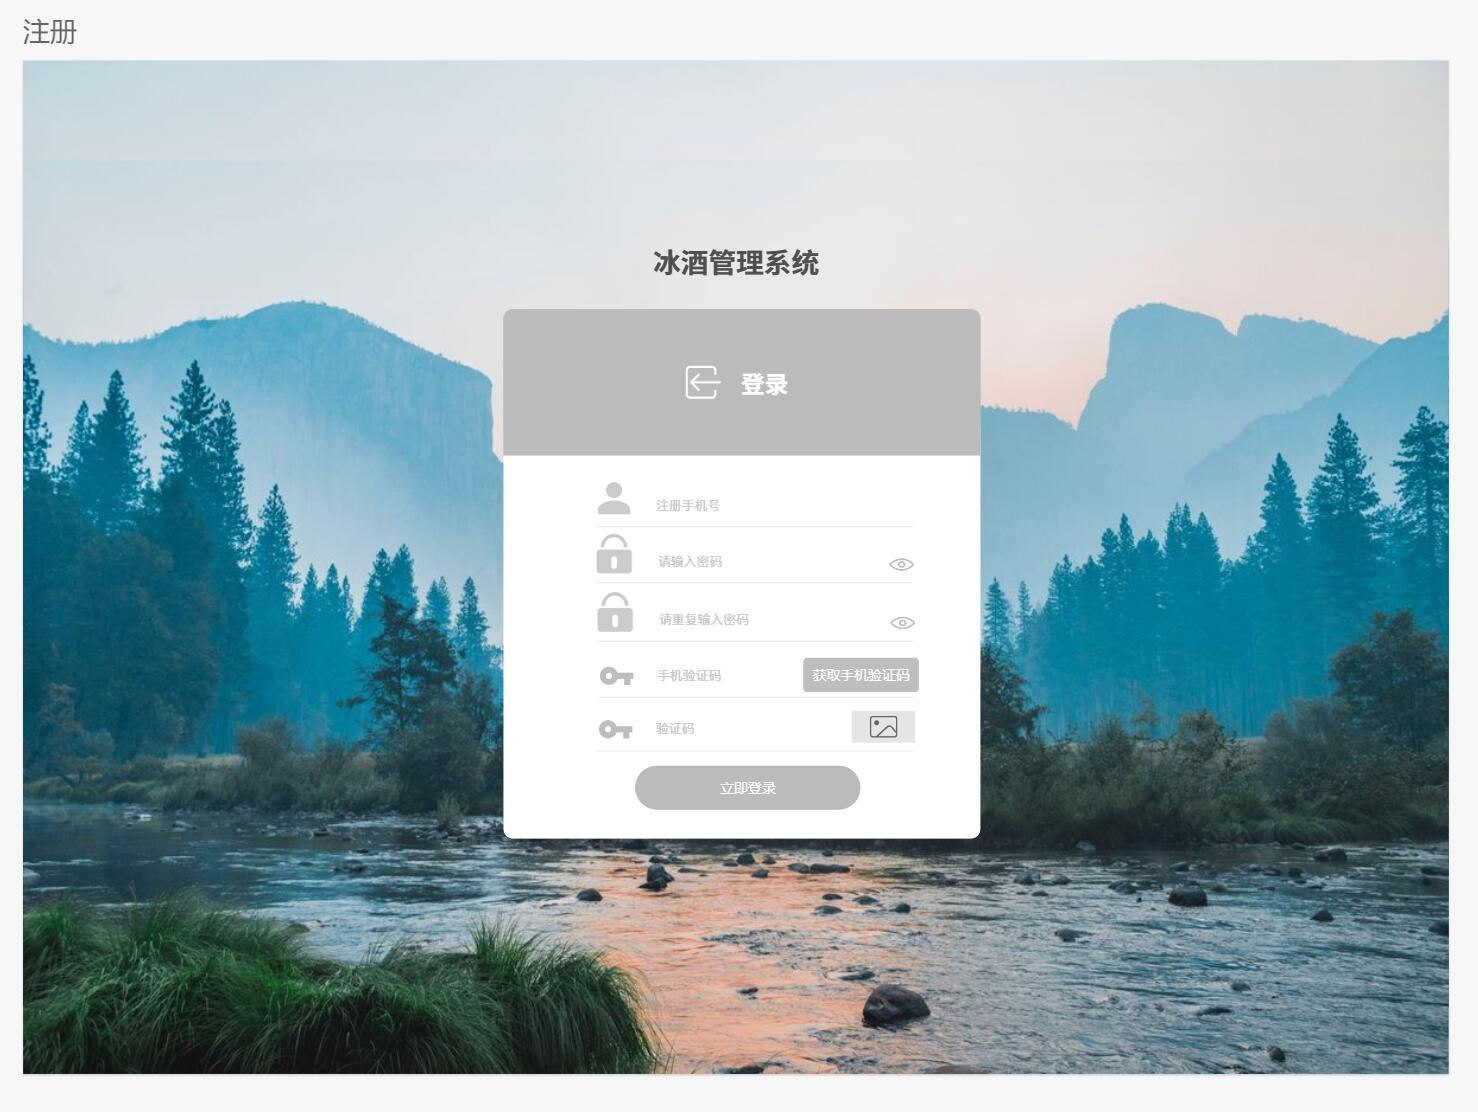 注册
冰酒管理系统
登录
注册手机号
请输入密码
请重复输入密码
手机验证码 获取手机验证码
验证码
立即登录